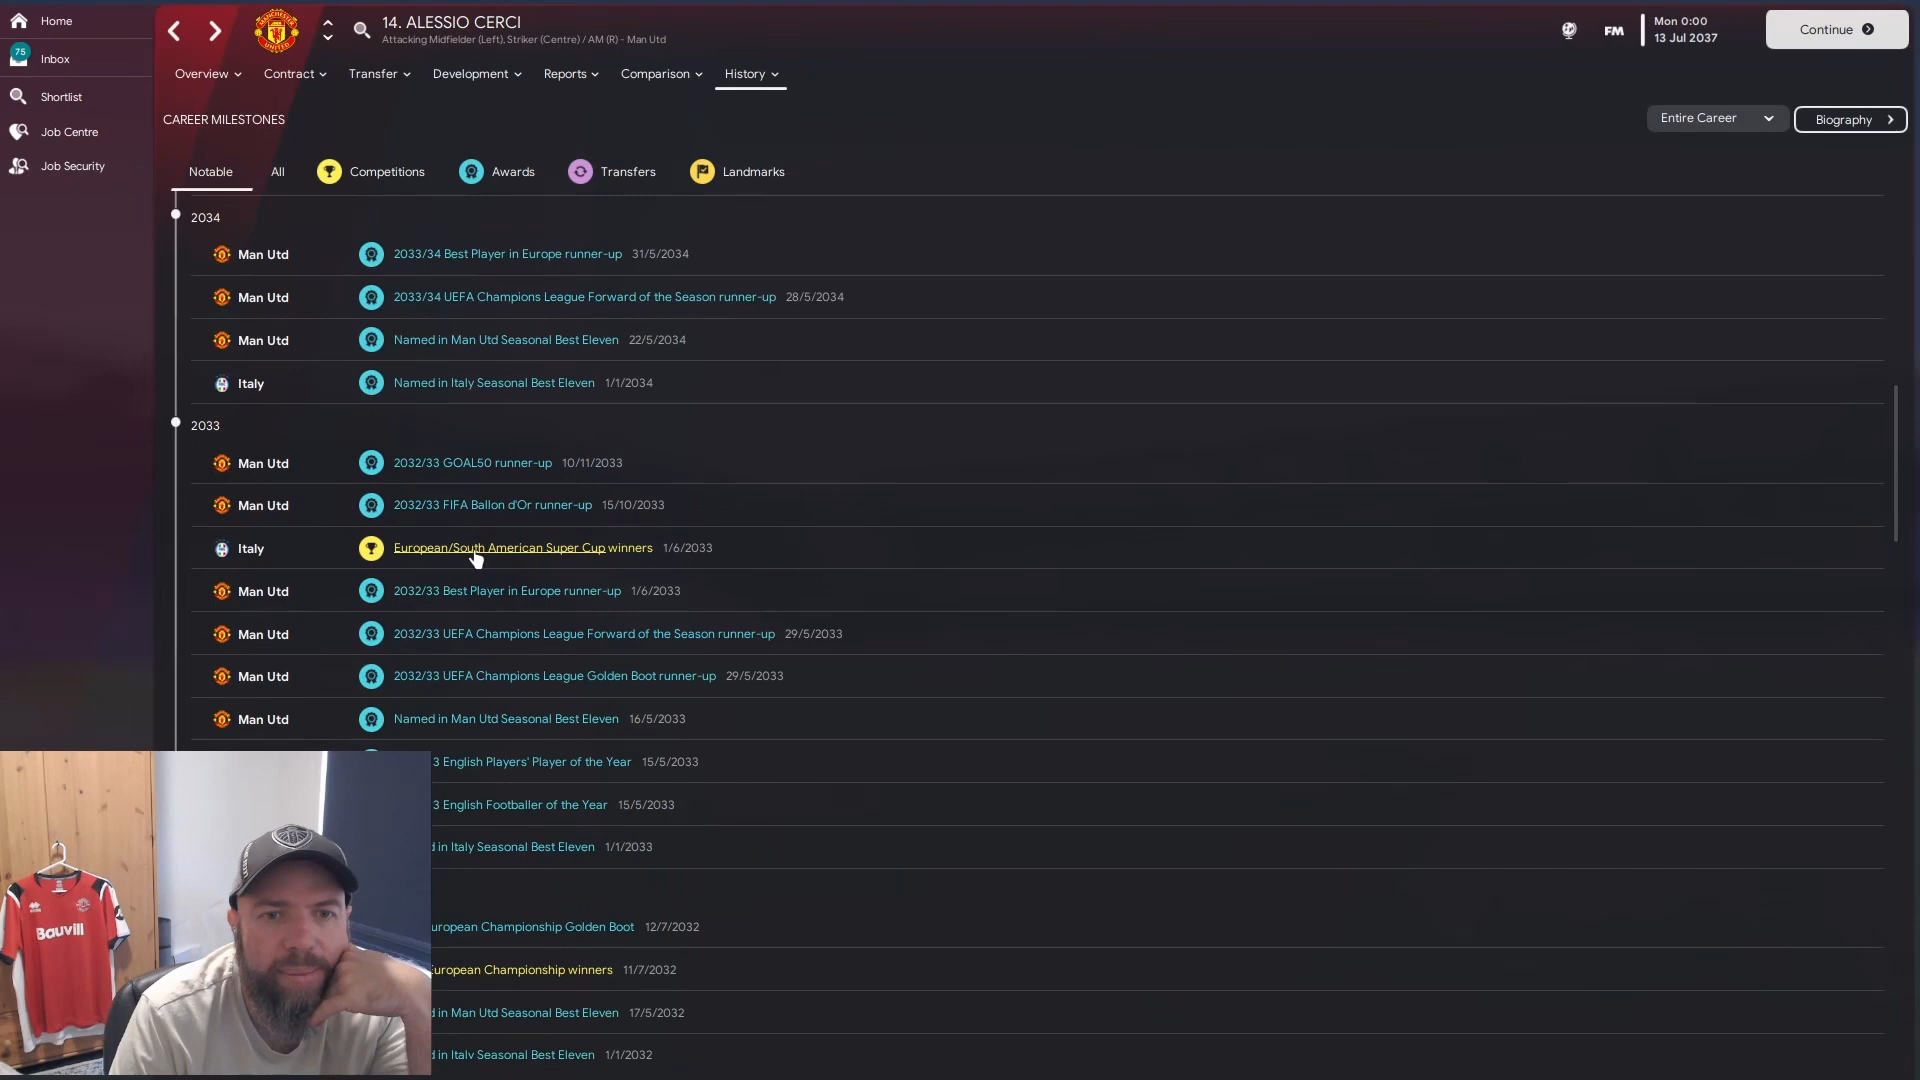 Home
75
Inbox
Shortlist
Job Centre
Job Security
14. ALESSIO CERCI
Attacking Midfielder (Left), Striker (Centre) / AM (R) - Man Utd
FM
Mon 0:00
13 Jul 2037
Continue
Overview
Contract
Transfer
Development
Reports
Comparison
History
CAREER MILESTONES
Entire Career
Biography
Notable
All
Competitions
Awards
Transfers
Landmarks
2034
Man Utd 2033/34 Best Player in Europe runner-up 31/5/2034
Man Utd 2033/34 UEFA Champions League Forward of the Season runner-up 28/5/2034
Man Utd Named in Man Utd Seasonal Best Eleven 22/5/2034
Italy Named in Italy Seasonal Best Eleven 1/1/2034
2033
Man Utd 2032/33 GOAL50 runner-up 10/11/2033
Man Utd 2032/33 FIFA Ballon d'Or runner-up 15/10/2033
Italy European/South American Super Cup winners 1/6/2033
Man Utd 2032/33 Best Player in Europe runner-up 1/6/2033
Man Utd 2032/33 UEFA Champions League Forward of the Season runner-up 29/5/2033
Man Utd 2032/33 UEFA Champions League Golden Boot runner-up 29/5/2033
Man Utd Named in Man Utd Seasonal Best Eleven 16/5/2033
3 English Players' Player of the Year 15/5/2033
3 English Footballer of the Year 15/5/2033
d in Italy Seasonal Best Eleven 1/1/2033
uropean Championship Golden Boot 12/7/2032
European Championship winners 11/7/2032
d in Man Utd Seasonal Best Eleven 17/5/2032
d in Italy Seasonal Best Eleven 1/1/2032
Bauvill